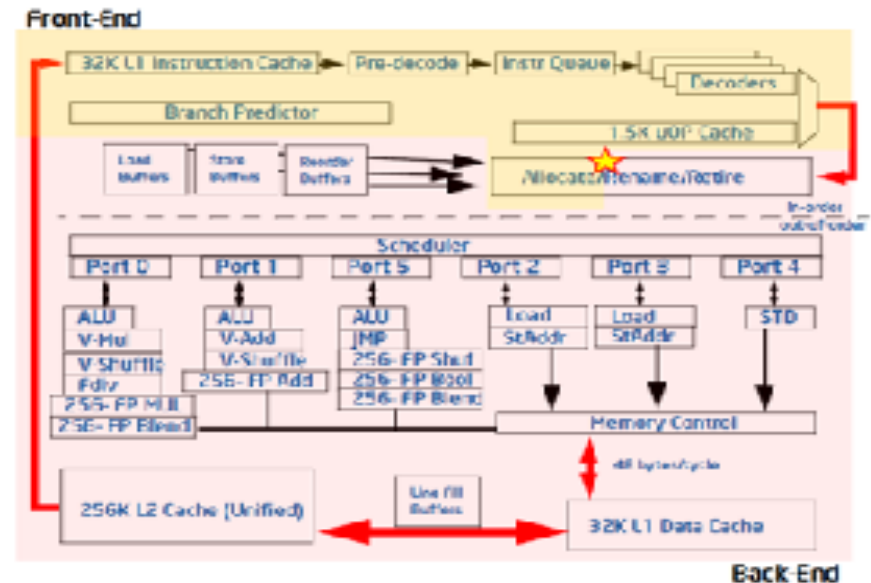 Front-End
32K L1 Instruction Cache
Pre-decode
Instr Queue
Decoders
Branch Predictor
1.5K uOP Cache
Load
Buffers
Store
Buffers
Reorder
Buffers
Allocate/Rename/Retire
In-order
out-of-order
Scheduler
Port 0
Port 1
Port 5
Port 2
Port 3
Port 4
ALU
V-Mul
V-Shuffle
Fdiv
256- FP MUL
256- FP Blend
ALU
V-Add
V-Shuffle
256- FP Add
ALU
JMP
256- FP Shuf
256- FP Bool
256- FP Blend
Load
StAddr
Load
StAddr
STD
Memory Control
48 bytes/cycle
256K L2 Cache (Unified)
Line Fill
Buffers
32K L1 Data Cache
Back-End